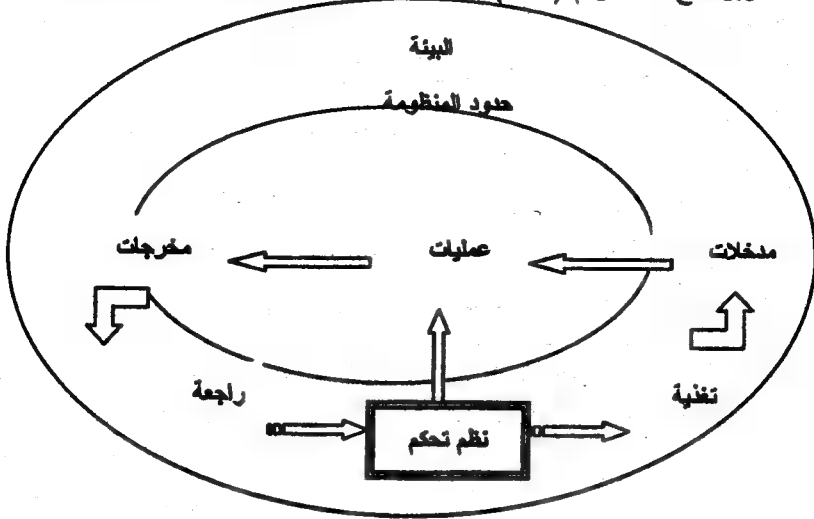 البيئة
حدود المنظومة
مدخلات
عمليات
مخرجات
تغذية
راجعة
نظم تحكم